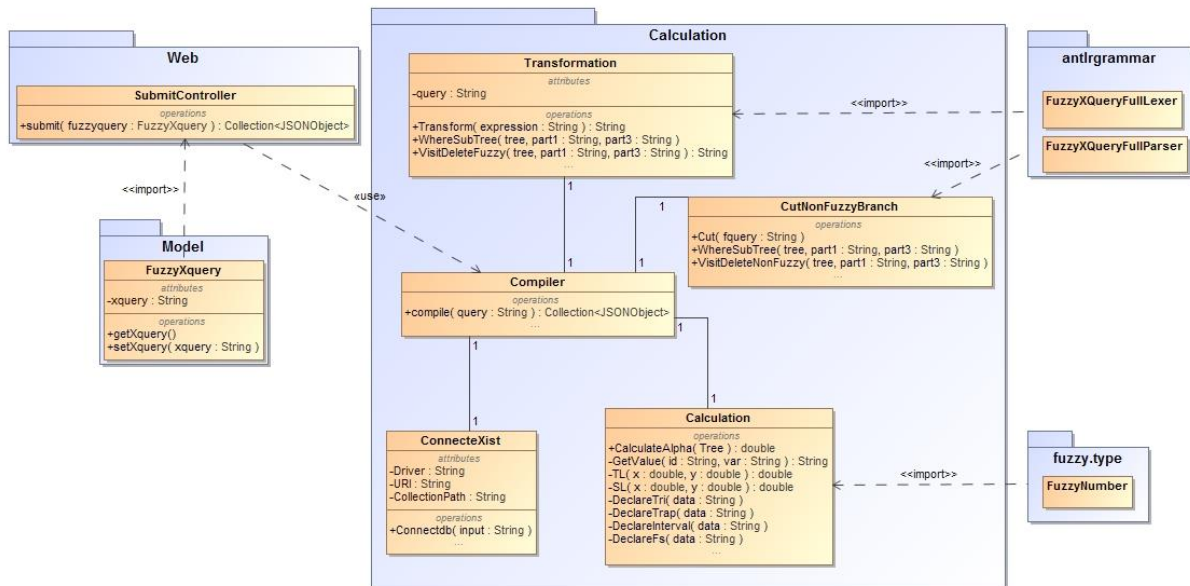 Web
SubmitController
operations
+submit( fuzzyquery : FuzzyXquery ) : Collection<JSONObject>
<<import>>
Model
FuzzyXquery
attributes
-xquery : String
operations
+getXquery()
+setXquery( xquery : String )
«use»
Calculation
Transformation
attributes
-query : String
operations
+Transform( expression : String ) : String
+WhereSubTree( tree, part1 : String, part3 : String )
+VisitDeleteFuzzy( tree, part1 : String, part3 : String ) : String
...
1
1
1
1
CutNonFuzzyBranch
operations
+Cut( fquery : String )
+WhereSubTree( tree, part1 : String, part3 : String )
+VisitDeleteNonFuzzy( tree, part1 : String, part3 : String )
...
Compiler
operations
+compile( query : String ) : Collection<JSONObject>
...
1
1
1
1
ConnecteXist
attributes
-Driver : String
-URI : String
-CollectionPath : String
operations
+Connectdb( input : String )
...
Calculation
operations
+CalculateAlpha( Tree ) : double
-GetValue( id : String, var : String ) : String
-TL( x : double, y : double ) : double
-SL( x : double, y : double ) : double
-DeclareTri( data : String )
-DeclareTrap( data : String )
-DeclareInterval( data : String )
-DeclareFs( data : String )
...
antlrgrammar
FuzzyXQueryFullLexer
FuzzyXQueryFullParser
<<import>>
<<import>>
fuzzy.type
FuzzyNumber
<<import>>